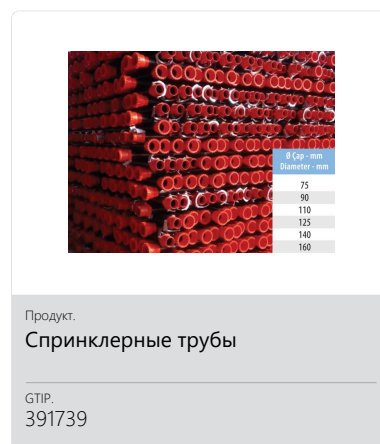 Ø Çap - mm
Diameter - mm
75
90
110
125
140
160
Продукт.
Спринклерные трубы
GTIP.
391739